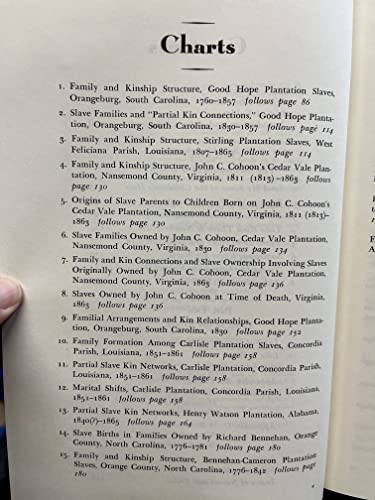 Charts
1. Family and Kinship Structure, Good Hope Plantation Slaves,
Orangeburg, South Carolina, 1760–1857 follows page 86
2. Slave Families and "Partial Kin Connections," Good Hope Plan-
tation, Orangeburg, South Carolina, 1830–1857 follows page 114
3. Family and Kinship Structure, Stirling Plantation Slaves, West
Feliciana Parish, Louisiana, 1807–1865 follows page 114
4. Family and Kinship Structure, John C. Cohoon's Cedar Vale Plan-
tation, Nansemond County, Virginia, 1811 (1813)–1863 follows
page 130
5. Origins of Slave Parents to Children Born on John C. Cohoon's
Cedar Vale Plantation, Nansemond County, Virginia, 1811 (1813)–
1863 follows page 130
6. Slave Families Owned by John C. Cohoon, Cedar Vale Plantation,
Nansemond County, Virginia, 1830 follows page 134
7. Family and Kin Connections and Slave Ownership Involving Slaves
Originally Owned by John C. Cohoon, Cedar Vale Plantation,
Nansemond County, Virginia, 1863 follows page 136
8. Slaves Owned by John C. Cohoon at Time of Death, Virginia,
1863 follows page 136
9. Familial Arrangements and Kin Relationships, Good Hope Planta-
tion, Orangeburg, South Carolina, 1830 follows page 152
10. Family Formation Among Carlisle Plantation Slaves, Concordia
Parish, Louisiana, 1851–1861 follows page 158
11. Partial Slave Kin Networks, Carlisle Plantation, Concordia Parish,
Louisiana, 1851–1861 follows page 158
12. Marital Shifts, Carlisle Plantation, Concordia Parish, Louisiana,
1851–1861 follows page 158
13. Partial Slave Kin Networks, Henry Watson Plantation, Alabama,
1840(?)–1865 follows page 164
14. Slave Births in Families Owned by Richard Bennehan, Orange
County, North Carolina, 1776–1781 follows page 180
15. Family and Kinship Structure, Bennehan-Cameron Plantation
Slaves, Orange County, North Carolina, 1776–1842 follows page
180